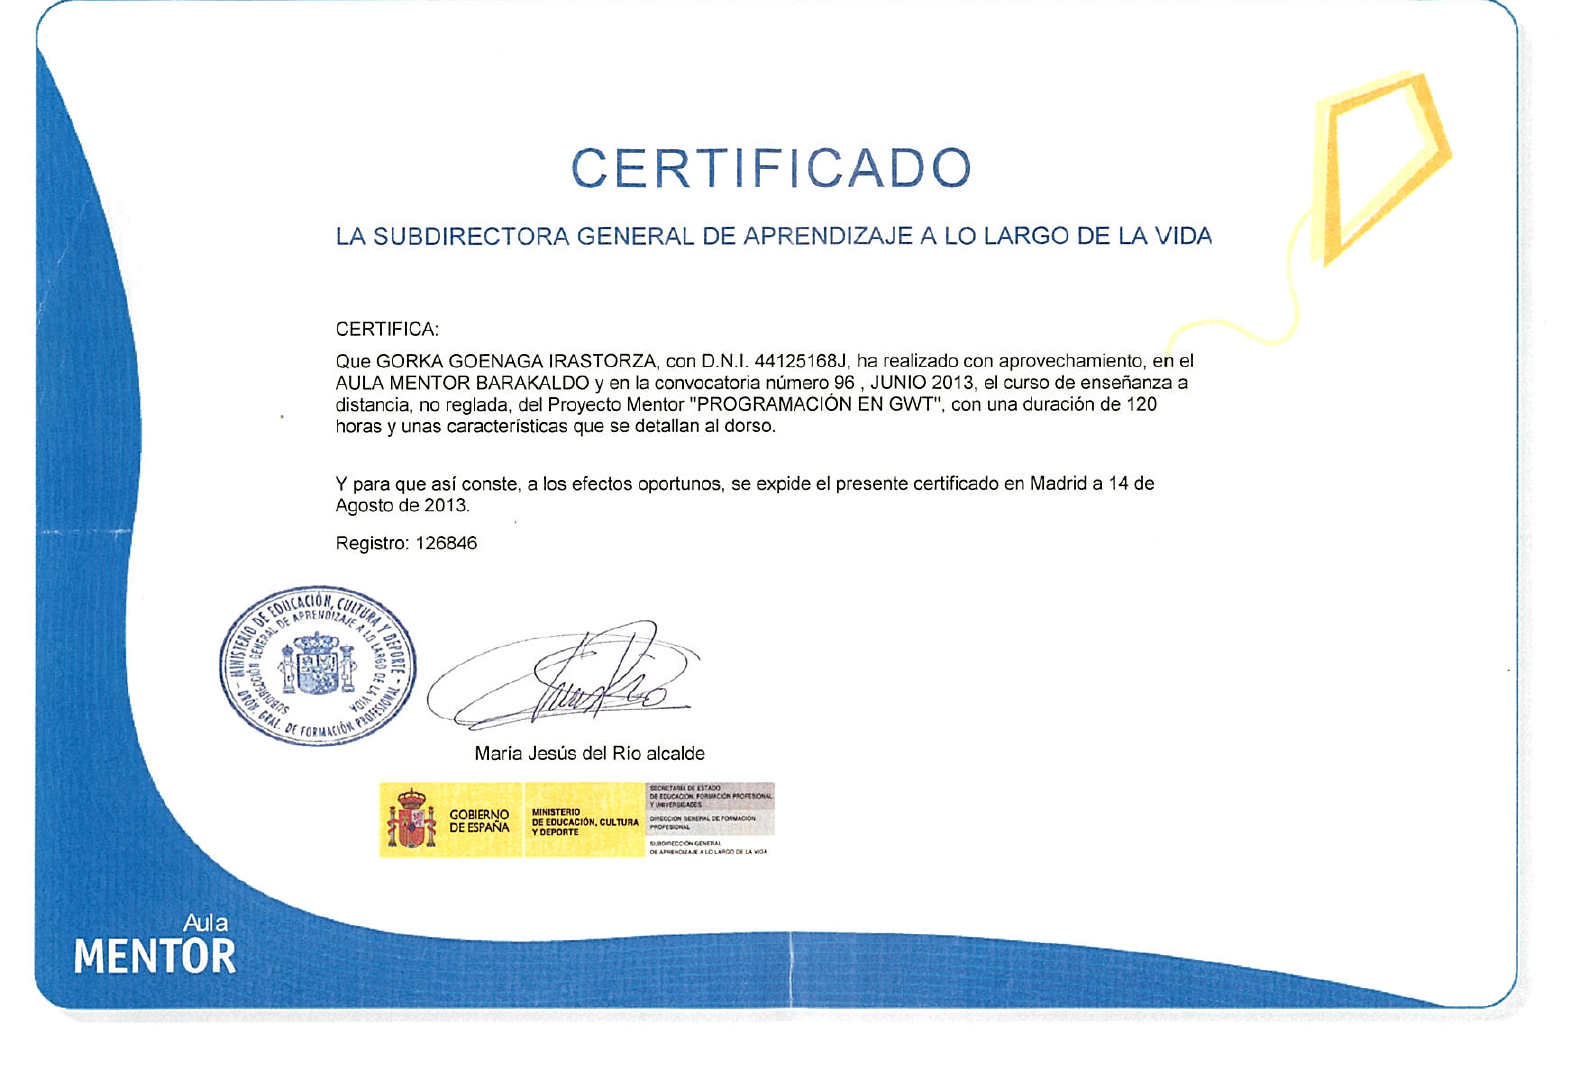 CERTIFICADO
LA SUBDIRECTORA GENERAL DE APRENDIZAJE A LO LARGO DE LA VIDA
CERTIFICA:
Que GORKA GOENAGA IRASTORZA, con D.N.I. 44125168J, ha realizado con aprovechamiento, en el
AULA MENTOR BARAKALDO y en la convocatoria número 96 , JUNIO 2013, el curso de enseñanza a
distancia, no reglada, del Proyecto Mentor "PROGRAMACIÓN EN GWT", con una duración de 120
horas y unas características que se detallan al dorso.
Y para que así conste, a los efectos oportunos, se expide el presente certificado en Madrid a 14 de
Agosto de 2013.
Registro: 126846
MINISTERIO DE EDUCACIÓN, CULTURA Y DEPORTE -
SUBDIRECCIÓN GENERAL DE APRENDIZAJE A LO LARGO DE LA VIDA
- DRÓN. GRAL. DE FORMACIÓN PROFESIONAL -
María Jesús del Río alcalde
GOBIERNO
DE ESPAÑA
MINISTERIO
DE EDUCACIÓN, CULTURA
Y DEPORTE
SECRETARÍA DE ESTADO
DE EDUCACIÓN, FORMACIÓN PROFESIONAL
Y UNIVERSIDADES
DIRECCIÓN GENERAL DE FORMACIÓN
PROFESIONAL
SUBDIRECCIÓN GENERAL
DE APRENDIZAJE A LO LARGO DE LA VIDA
Aula
MENTOR